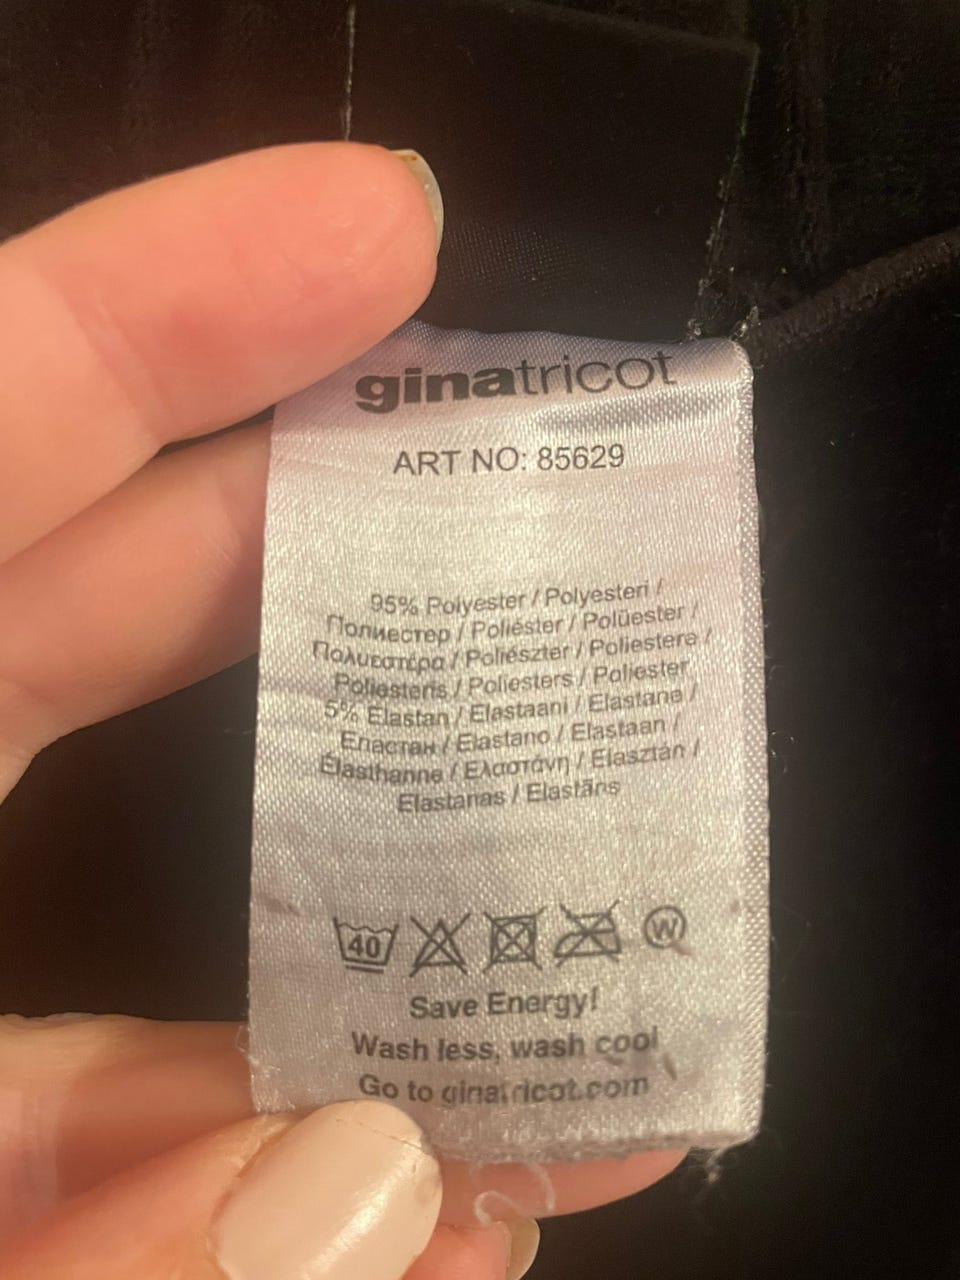 ginatricot
ART NO: 85629
95% Polyester / Polyesteri /
Полиестер / Poliéster / Polüester /
Πολυεστέρα / Poliészter / Poliestere /
Poliesteris / Poliesters / Poliester
5% Elastan / Elastaani / Elastane /
Еластан / Elastano / Elastaan /
Élasthanne / Ελαστάνη / Elasztán /
Elastanas / Elastāns
40 W
Save Energy!
Wash less, wash cool
Go to ginatricot.com